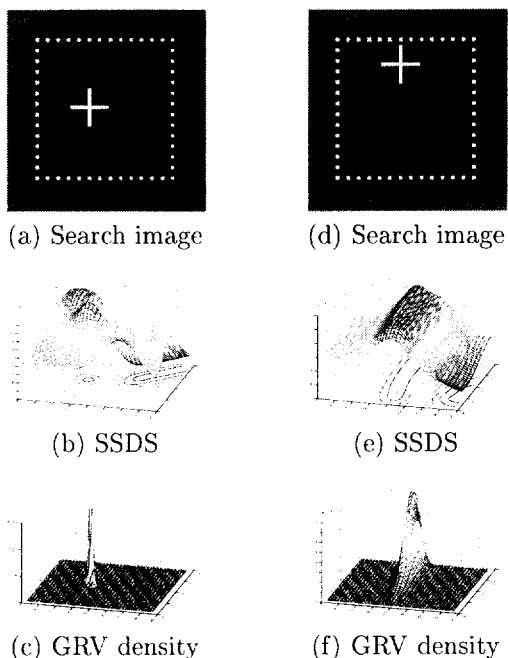 (a) Search image
(d) Search image
(b) SSDS
(e) SSDS
(c) GRV density
(f) GRV density